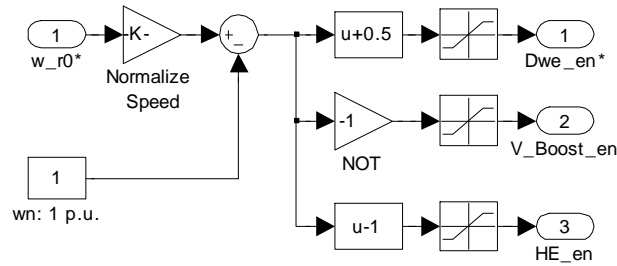 1
w_r0*
-K-
Normalize
Speed
+
-
u+0.5
1
Dwe_en*
-1
NOT
2
V_Boost_en
1
wn: 1 p.u.
u-1
3
HE_en